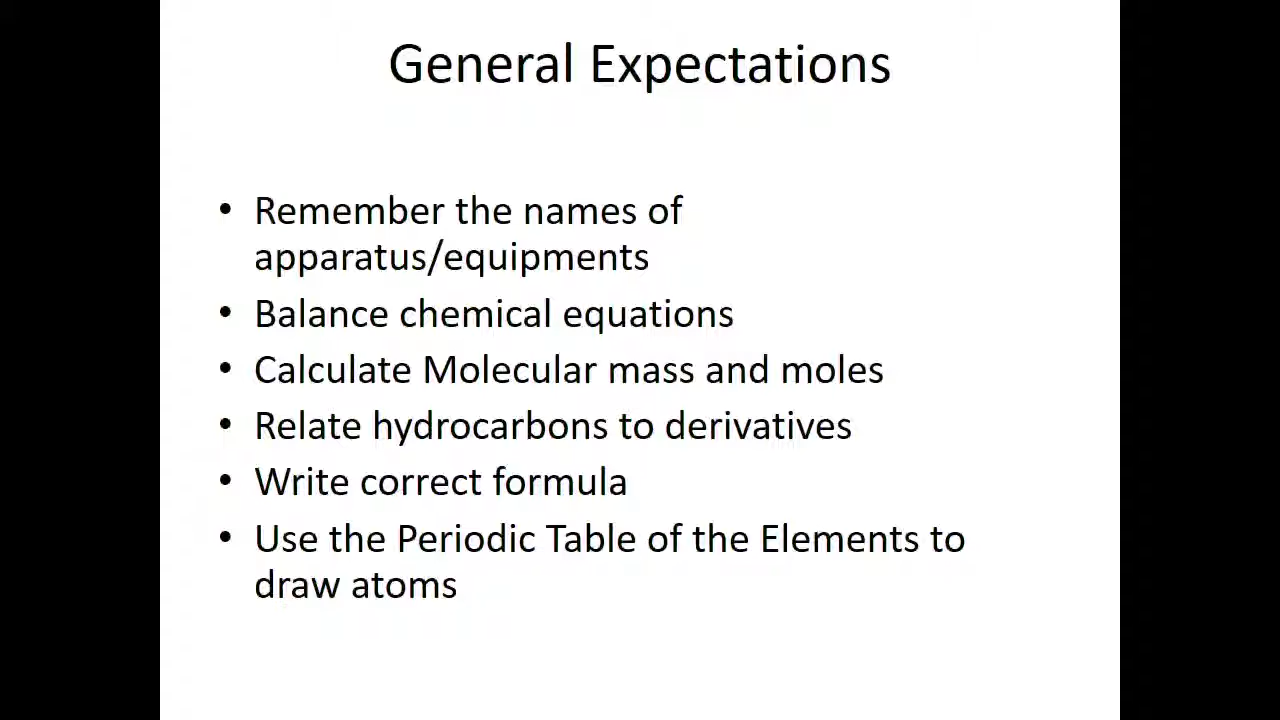 General Expectations
• Remember the names of
apparatus/equipments
• Balance chemical equations
• Calculate Molecular mass and moles
• Relate hydrocarbons to derivatives
• Write correct formula
• Use the Periodic Table of the Elements to
draw atoms